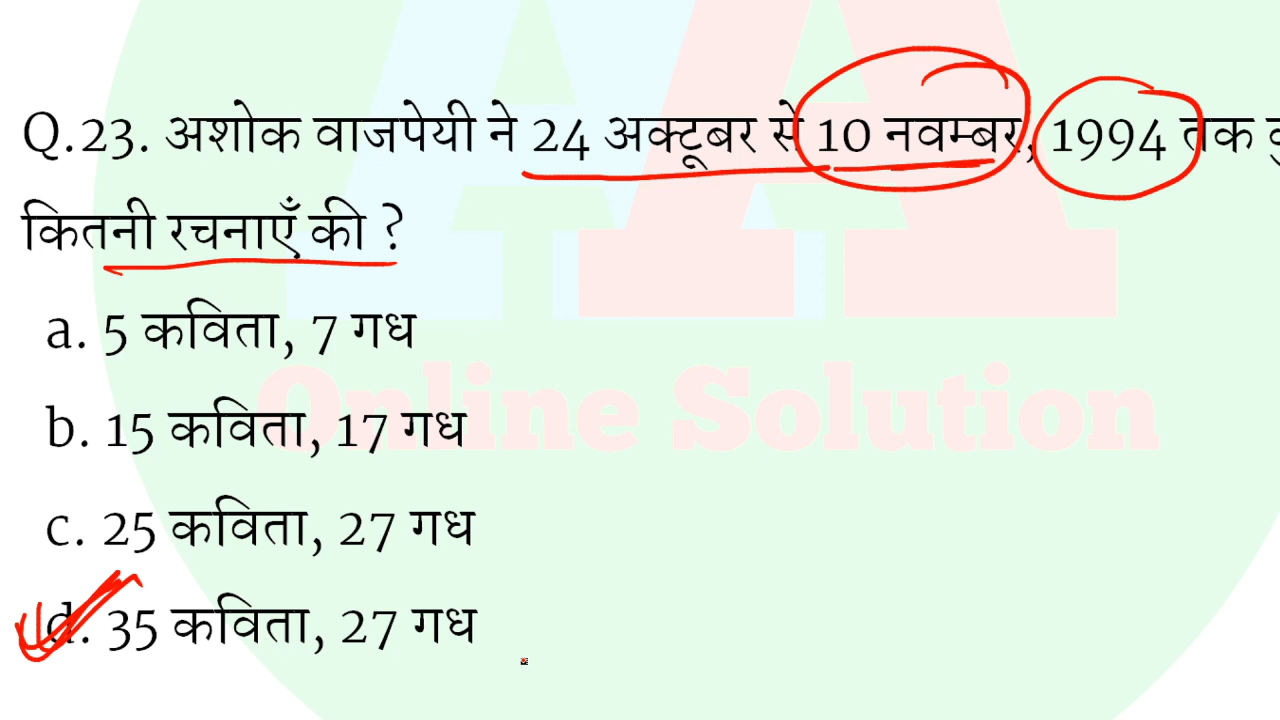 Q.23. अशोक वाजपेयी ने 24 अक्टूबर से 10 नवम्बर, 1994 तक
कितनी रचनाएँ की ?
a. 5 कविता, 7 गध
b. 15 कविता, 17 गध
c. 25 कविता, 27 गध
d. 35 कविता, 27 गध
AA
Online Solution